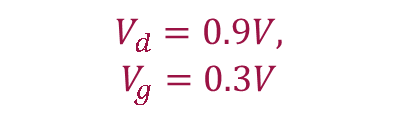 V_d = 0.9V,
V_g = 0.3V